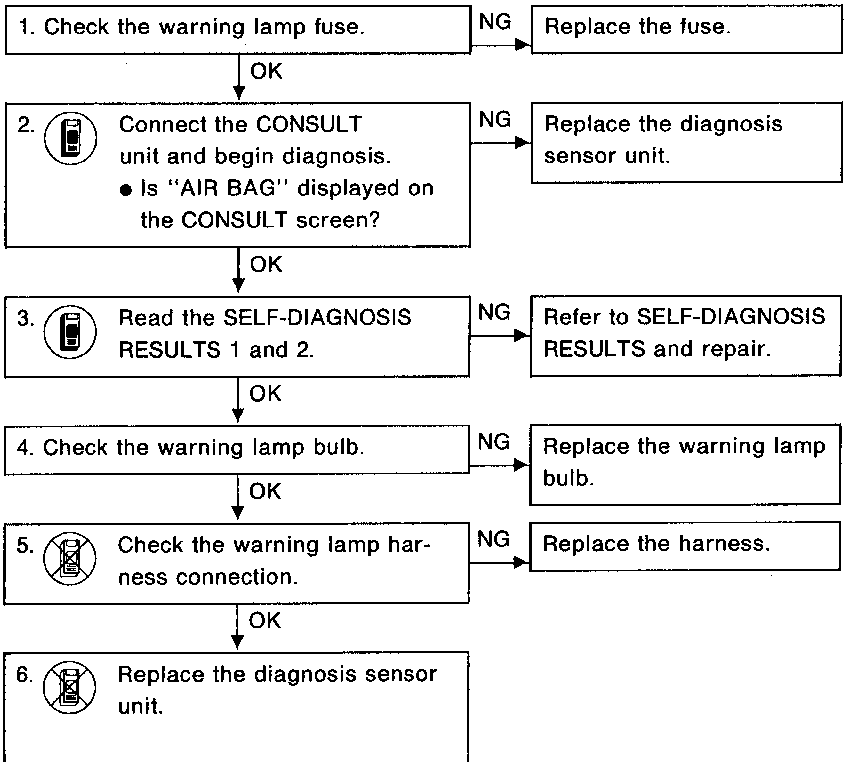 1. Check the warning lamp fuse.
NG
Replace the fuse.
OK
2. Connect the CONSULT
unit and begin diagnosis.
● Is "AIR BAG" displayed on
the CONSULT screen?
NG
Replace the diagnosis
sensor unit.
OK
3. Read the SELF-DIAGNOSIS
RESULTS 1 and 2.
NG
Refer to SELF-DIAGNOSIS
RESULTS and repair.
OK
4. Check the warning lamp bulb.
NG
Replace the warning lamp
bulb.
OK
5. Check the warning lamp har-
ness connection.
NG
Replace the harness.
OK
6. Replace the diagnosis sensor
unit.